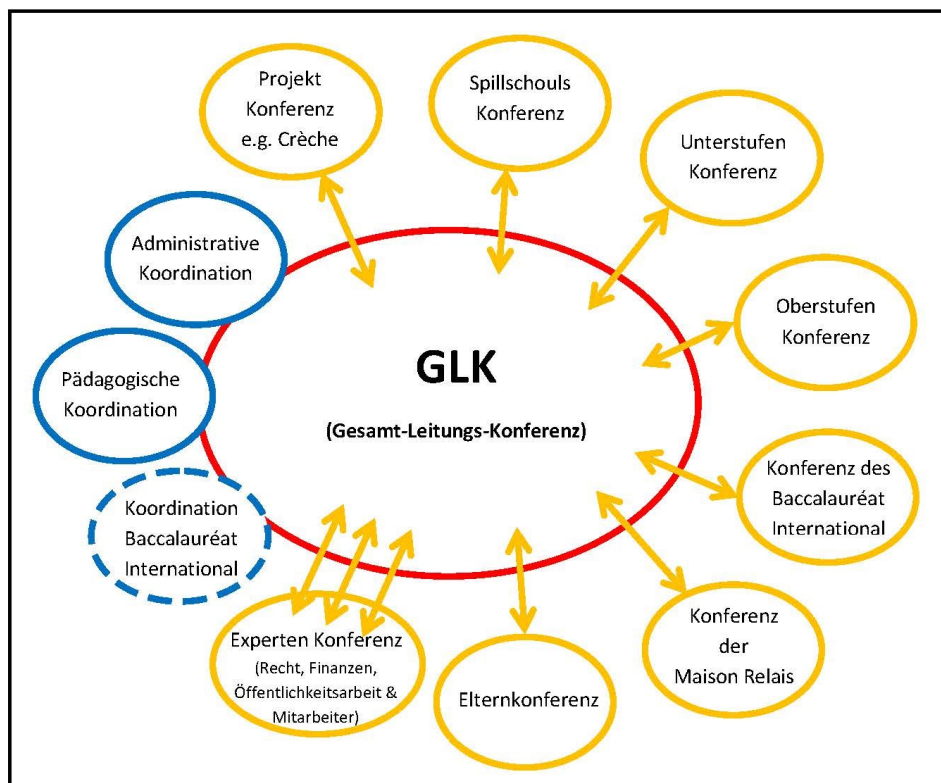 Projekt
Konferenz
e.g. Crèche
Spillschouls
Konferenz
Unterstufen
Konferenz
Administrative
Koordination
Oberstufen
Konferenz
GLK
(Gesamt-Leitungs-Konferenz)
Pädagogische
Koordination
Konferenz des
Baccalauréat
International
Koordination
Baccalauréat
International
Konferenz
der
Maison Relais
Experten Konferenz
(Recht, Finanzen,
Öffentlichkeitsarbeit &
Mitarbeiter)
Elternkonferenz